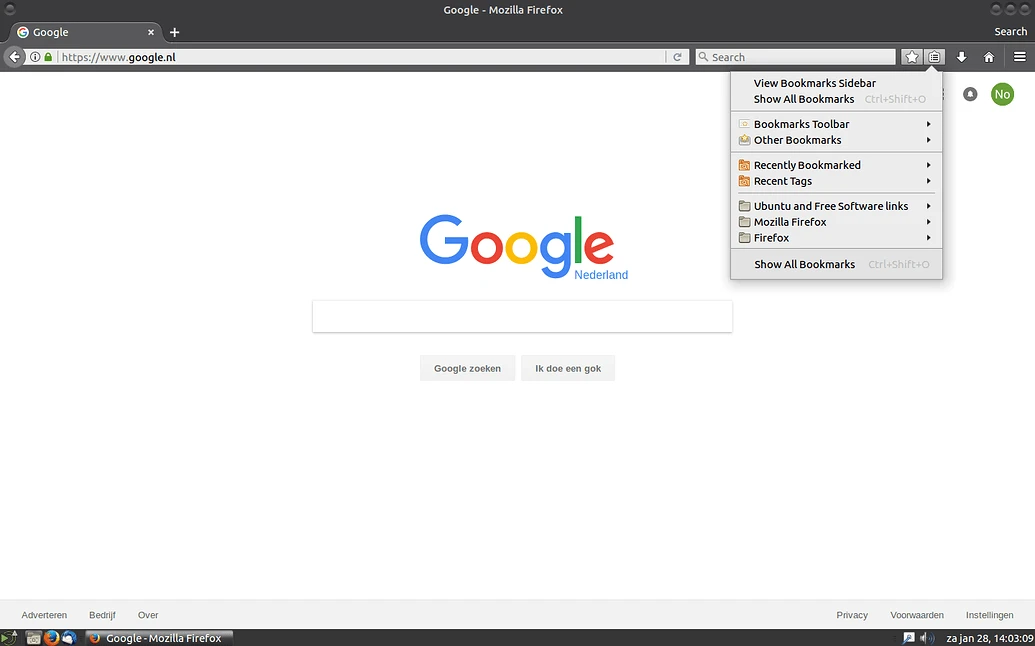 Google - Mozilla Firefox
Google
Search
https://www.google.nl
Search
View Bookmarks Sidebar
Show All Bookmarks Ctrl+Shift+O
No
Bookmarks Toolbar
Other Bookmarks
Recently Bookmarked
Recent Tags
Ubuntu and Free Software links
Mozilla Firefox
Firefox
Show All Bookmarks Ctrl+Shift+O
Google
Nederland
Google zoeken Ik doe een gok
Adverteren Bedrijf Over Privacy Voorwaarden Instellingen
Google - Mozilla Firefox za jan 28, 14:03:09